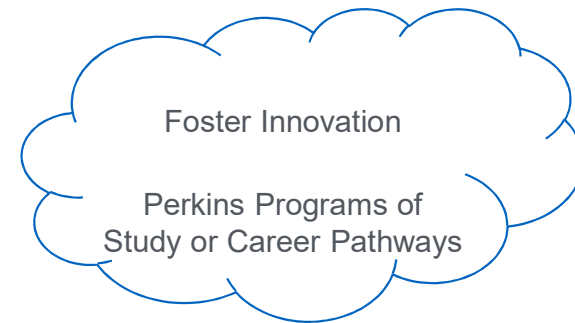 Foster Innovation
Perkins Programs of
Study or Career Pathways